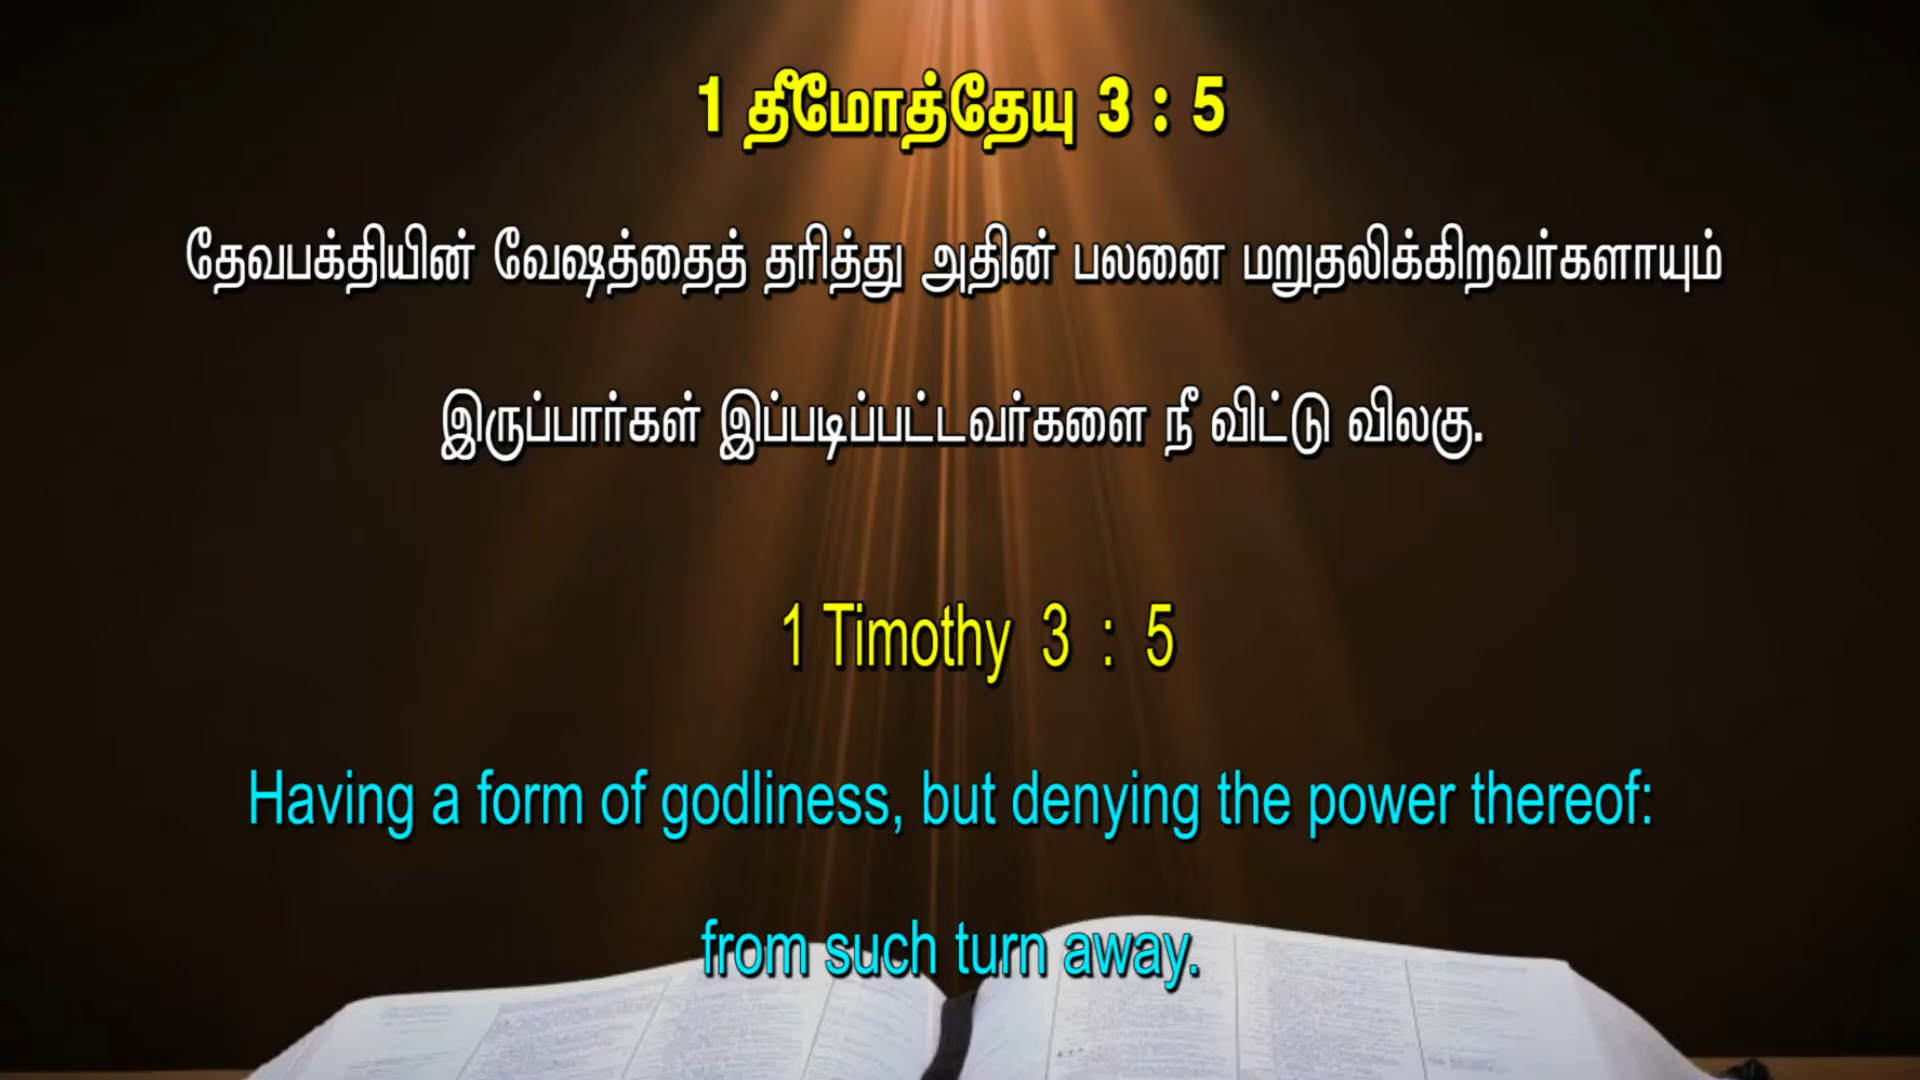 1 தீமோத்தேயு 3 : 5
தேவபக்தியின் வேஷத்தைத் தரித்து அதின் பலனை மறுதலிக்கிறவர்களாயும்
இருப்பார்கள் இப்படிப்பட்டவர்களை நீ விட்டு விலகு.
1 Timothy 3 : 5
Having a form of godliness, but denying the power thereof:
from such turn away.